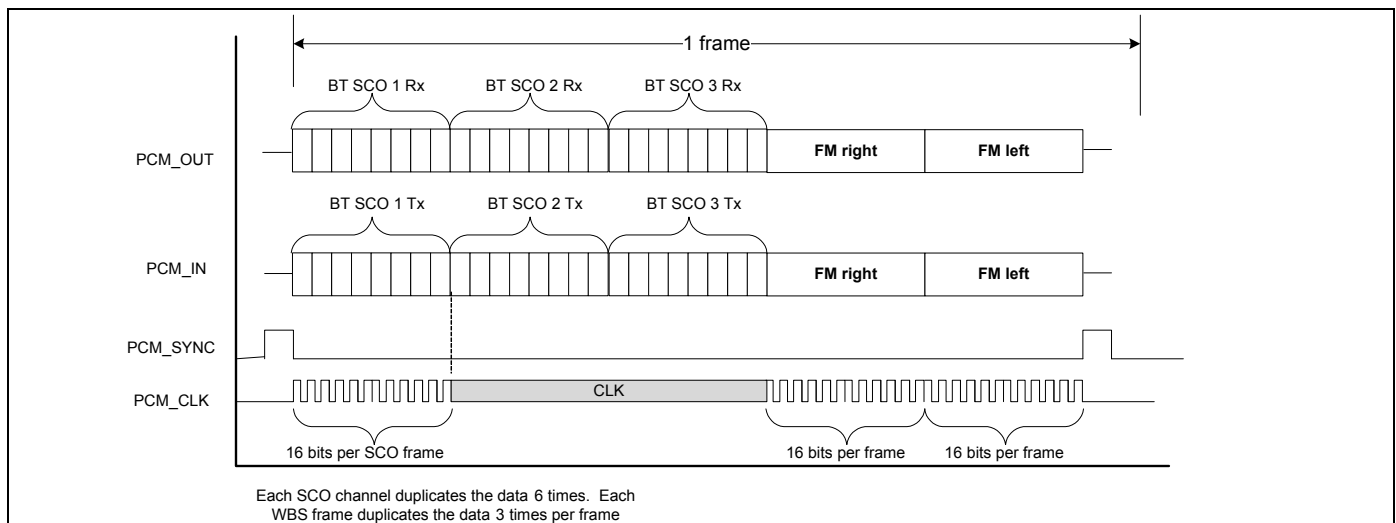 1 frame
BT SCO 1 Rx BT SCO 2 Rx BT SCO 3 Rx
PCM_OUT FM right FM left
BT SCO 1 Tx BT SCO 2 Tx BT SCO 3 Tx
PCM_IN FM right FM left
PCM_SYNC
PCM_CLK CLK
16 bits per SCO frame 16 bits per frame 16 bits per frame
Each SCO channel duplicates the data 6 times. Each
WBS frame duplicates the data 3 times per frame